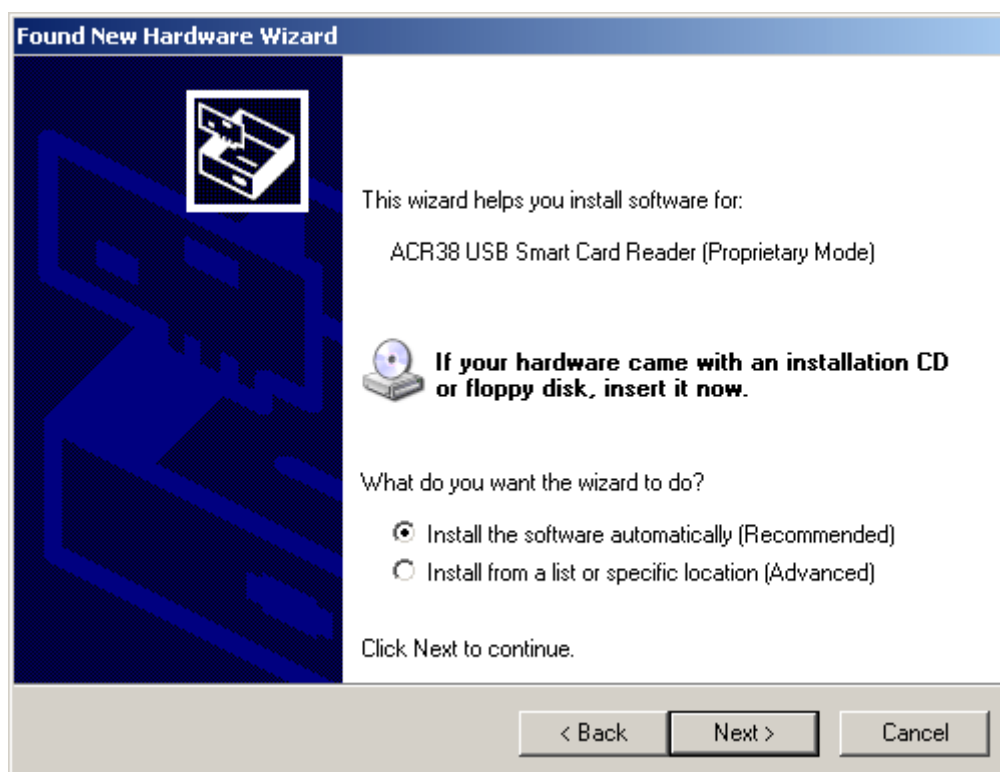 Found New Hardware Wizard
This wizard helps you install software for:
ACR38 USB Smart Card Reader (Proprietary Mode)
If your hardware came with an installation CD
or floppy disk, insert it now.
What do you want the wizard to do?
Install the software automatically (Recommended)
Install from a list or specific location (Advanced)
Click Next to continue.
< Back Next > Cancel